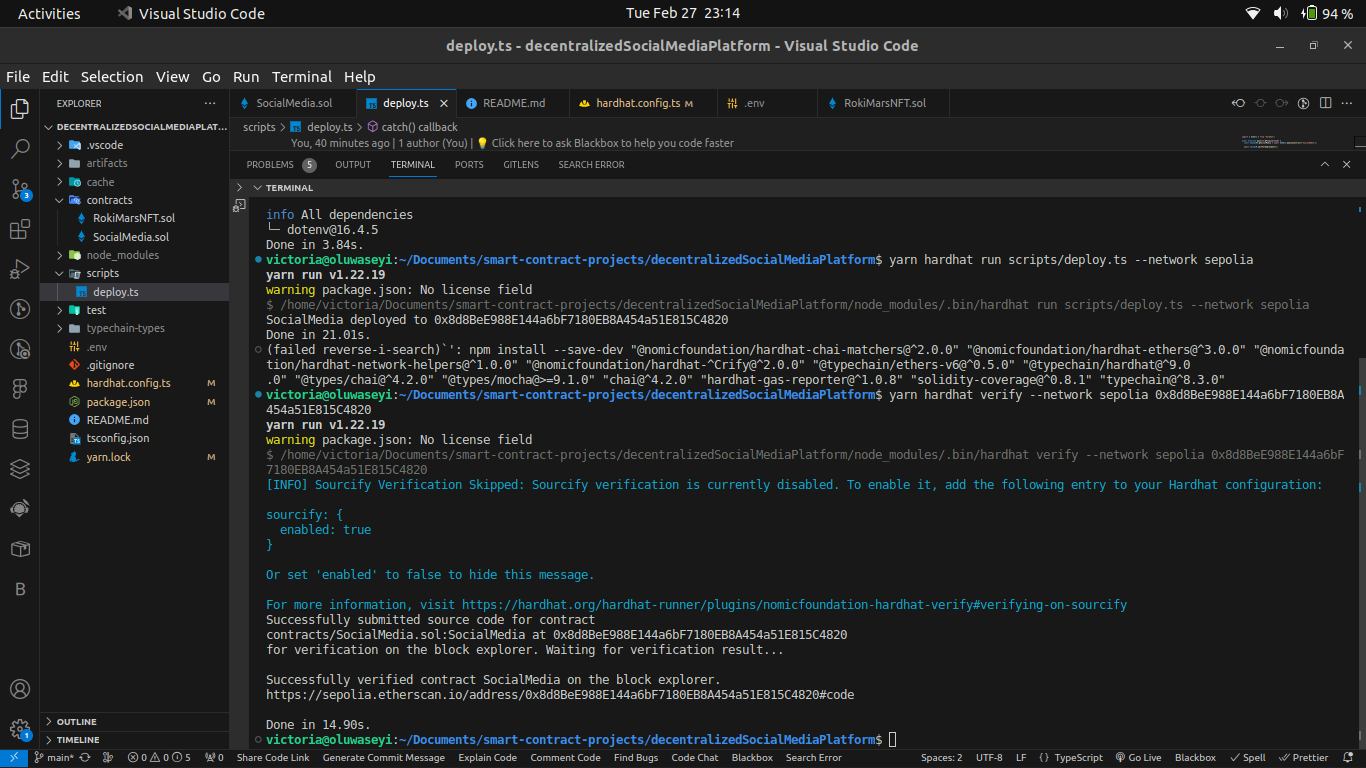 Activities
Visual Studio Code
Tue Feb 27 23:14
94 %
deploy.ts - decentralizedSocialMediaPlatform - Visual Studio Code
File Edit Selection View Go Run Terminal Help
EXPLORER
SocialMedia.sol
deploy.ts
README.md
hardhat.config.ts M
.env
RokiMarsNFT.sol
DECENTRALIZEDSOCIALMEDIAPLAT...
.vscode
artifacts
cache
contracts
RokiMarsNFT.sol
SocialMedia.sol
node_modules
scripts
deploy.ts
test
typechain-types
.env
.gitignore
hardhat.config.ts M
package.json M
README.md
tsconfig.json
yarn.lock M
OUTLINE
TIMELINE
3
B
1
scripts > deploy.ts > catch() callback
You, 40 minutes ago | 1 author (You) | 💡 Click here to ask Blackbox to help you code faster
PROBLEMS 5 OUTPUT TERMINAL PORTS GITLENS SEARCH ERROR
TERMINAL
info All dependencies
└─ dotenv@16.4.5
Done in 3.84s.
victoria@oluwaseyi:~/Documents/smart-contract-projects/decentralizedSocialMediaPlatform$ yarn hardhat run scripts/deploy.ts --network sepolia
yarn run v1.22.19
warning package.json: No license field
$ /home/victoria/Documents/smart-contract-projects/decentralizedSocialMediaPlatform/node_modules/.bin/hardhat run scripts/deploy.ts --network sepolia
SocialMedia deployed to 0x8d8BeE988E144a6bF7180EB8A454a51E815C4820
Done in 21.01s.
(failed reverse-i-search)`': npm install --save-dev "@nomicfoundation/hardhat-chai-matchers@^2.0.0" "@nomicfoundation/hardhat-ethers@^3.0.0" "@nomicfounda
tion/hardhat-network-helpers@^1.0.0" "@nomicfoundation/hardhat-^Crify@^2.0.0" "@typechain/ethers-v6@^0.5.0" "@typechain/hardhat@^9.0
.0" "@types/chai@^4.2.0" "@types/mocha@>=9.1.0" "chai@^4.2.0" "hardhat-gas-reporter@^1.0.8" "solidity-coverage@^0.8.1" "typechain@^8.3.0"
victoria@oluwaseyi:~/Documents/smart-contract-projects/decentralizedSocialMediaPlatform$ yarn hardhat verify --network sepolia 0x8d8BeE988E144a6bF7180EB8A
454a51E815C4820
yarn run v1.22.19
warning package.json: No license field
$ /home/victoria/Documents/smart-contract-projects/decentralizedSocialMediaPlatform/node_modules/.bin/hardhat verify --network sepolia 0x8d8BeE988E144a6bF
7180EB8A454a51E815C4820
[INFO] Sourcify Verification Skipped: Sourcify verification is currently disabled. To enable it, add the following entry to your Hardhat configuration:
sourcify: {
enabled: true
}
Or set 'enabled' to false to hide this message.
For more information, visit https://hardhat.org/hardhat-runner/plugins/nomicfoundation-hardhat-verify#verifying-on-sourcify
Successfully submitted source code for contract
contracts/SocialMedia.sol:SocialMedia at 0x8d8BeE988E144a6bF7180EB8A454a51E815C4820
for verification on the block explorer. Waiting for verification result...
Successfully verified contract SocialMedia on the block explorer.
https://sepolia.etherscan.io/address/0x8d8BeE988E144a6bF7180EB8A454a51E815C4820#code
Done in 14.90s.
victoria@oluwaseyi:~/Documents/smart-contract-projects/decentralizedSocialMediaPlatform$
main* 0 0 5 0 Share Code Link Generate Commit Message Explain Code Comment Code Find Bugs Code Chat Blackbox Search Error Spaces: 2 UTF-8 LF {} TypeScript Go Live Blackbox Spell Prettier